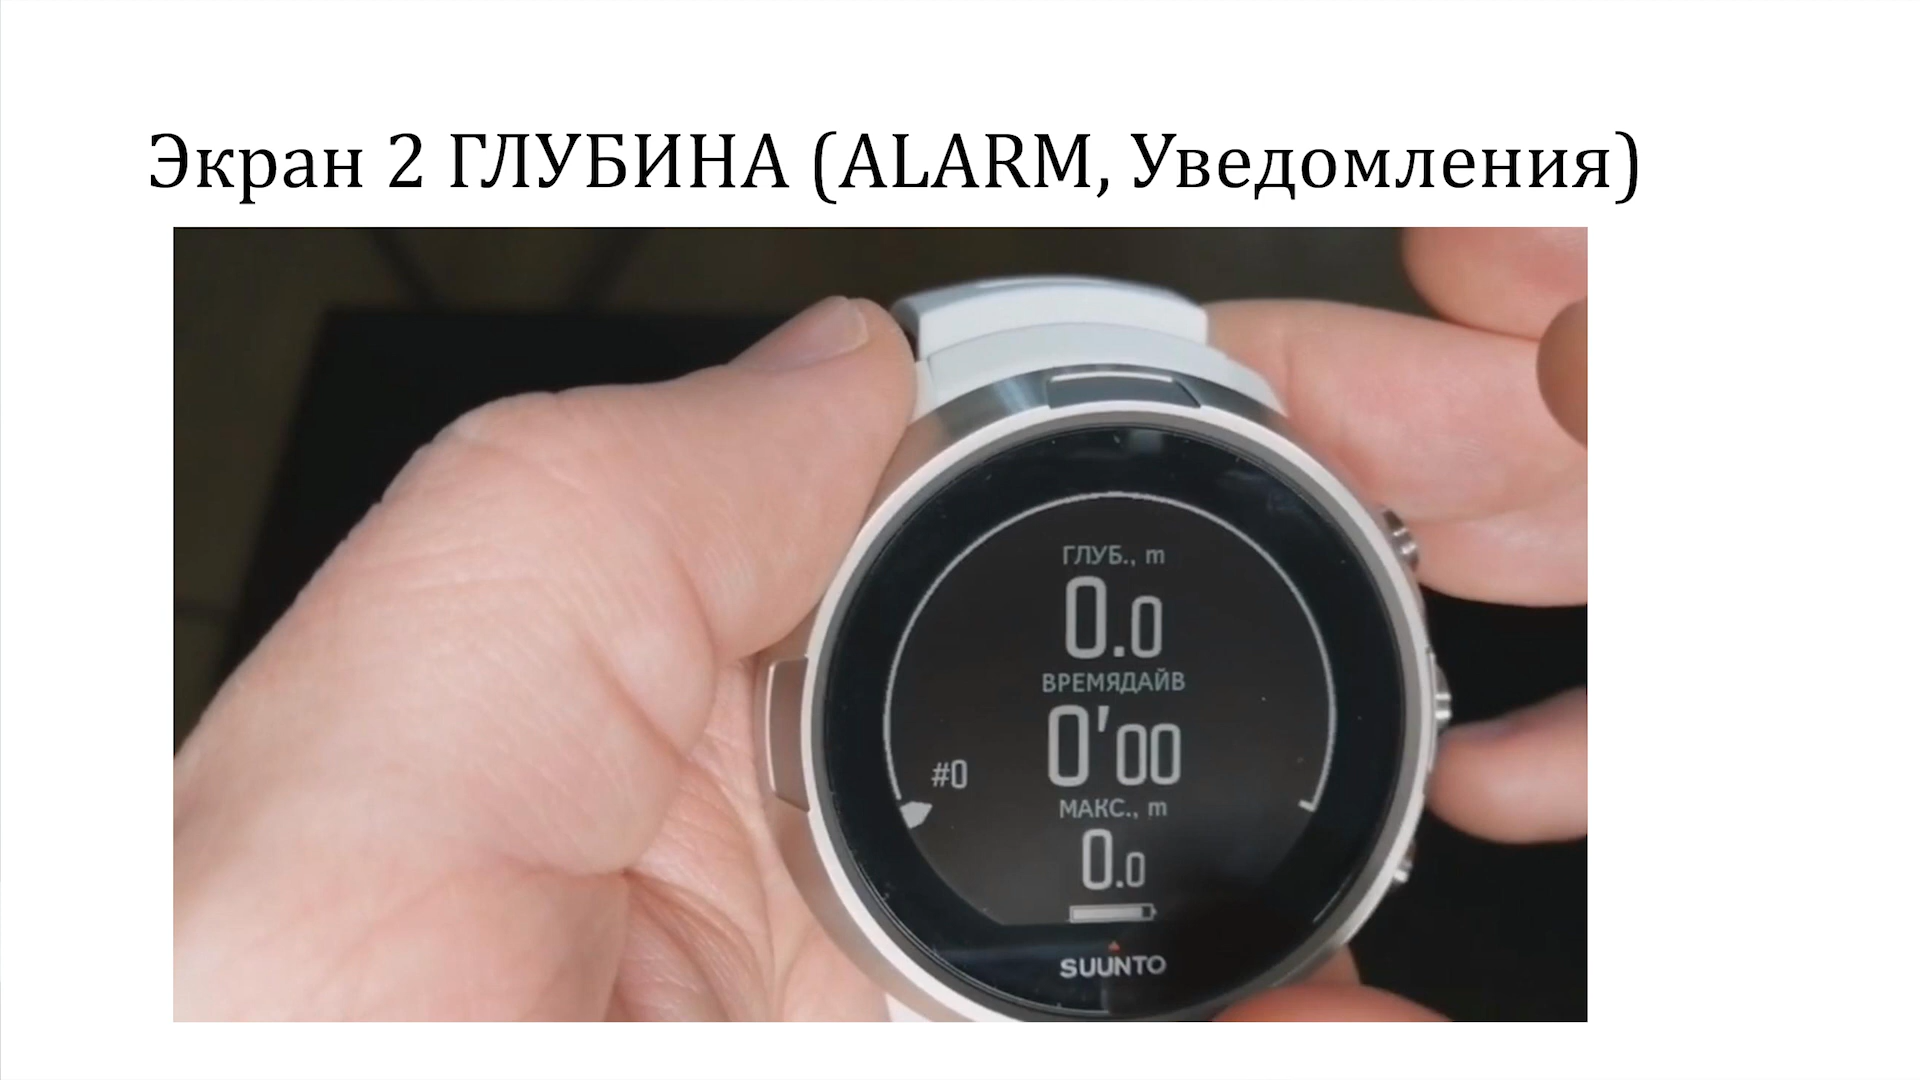 Экран 2 ГЛУБИНА (ALARM, Уведомления)
ГЛУБ., m
0.0
ВРЕМЯДАЙВ
0'00
#0
МАКС., m
0.0
SUUNTO